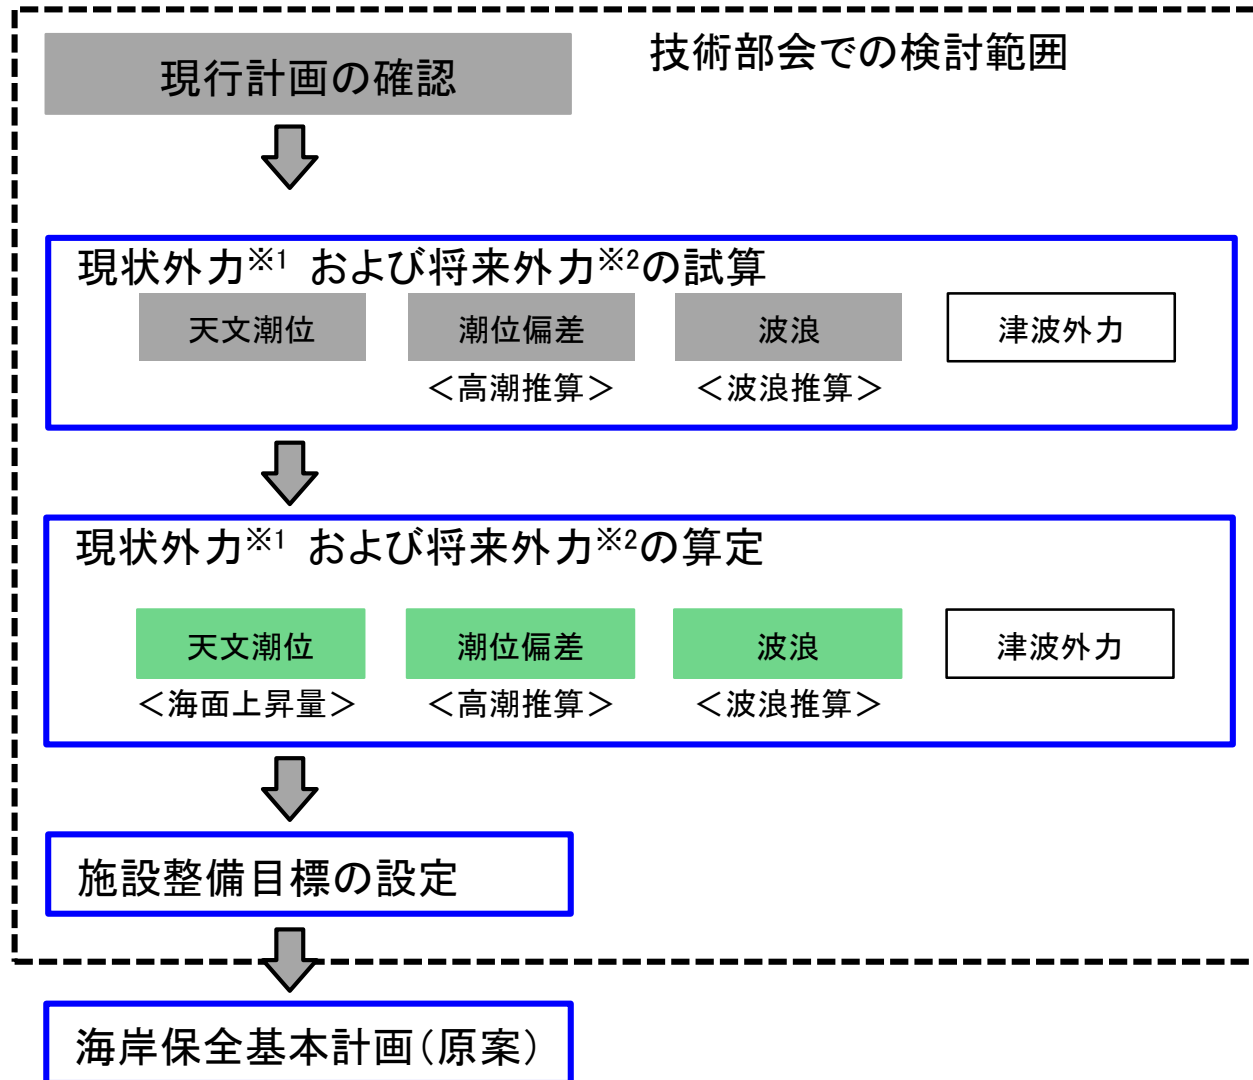 技術部会での検討範囲
現行計画の確認
現状外力※1 および将来外力※2の試算
天文潮位
潮位偏差
波浪
津波外力
＜高潮推算＞
＜波浪推算＞
現状外力※1 および将来外力※2の算定
天文潮位
潮位偏差
波浪
津波外力
＜海面上昇量＞
＜高潮推算＞
＜波浪推算＞
施設整備目標の設定
海岸保全基本計画（原案）